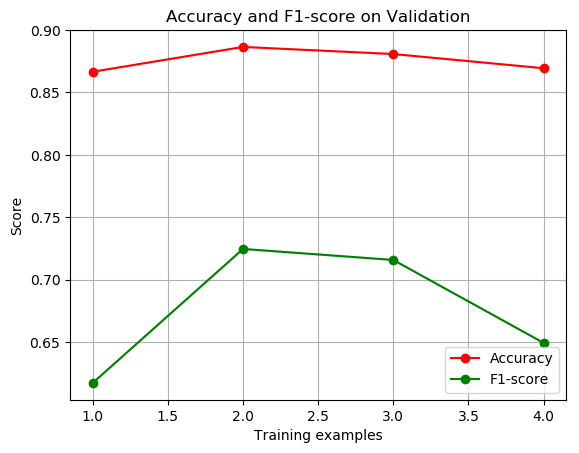 Accuracy and F1-score on Validation
0.90
0.85
0.80
0.75
0.70
0.65
Score
1.0 1.5 2.0 2.5 3.0 3.5 4.0
Training examples
Accuracy
F1-score